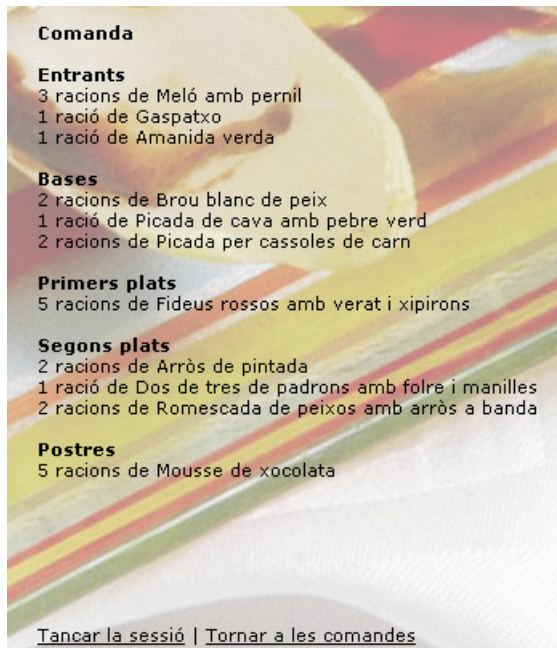 Comanda
Entrants
3 racions de Meló amb pernil
1 ració de Gaspatxo
1 ració de Amanida verda
Bases
2 racions de Brou blanc de peix
1 ració de Picada de cava amb pebre verd
2 racions de Picada per cassoles de carn
Primers plats
5 racions de Fideus rossos amb verat i xipirons
Segons plats
2 racions de Arròs de pintada
1 ració de Dos de tres de padrons amb folre i manilles
2 racions de Romescada de peixos amb arròs a banda
Postres
5 racions de Mousse de xocolata
Tancar la sessió | Tornar a les comandes